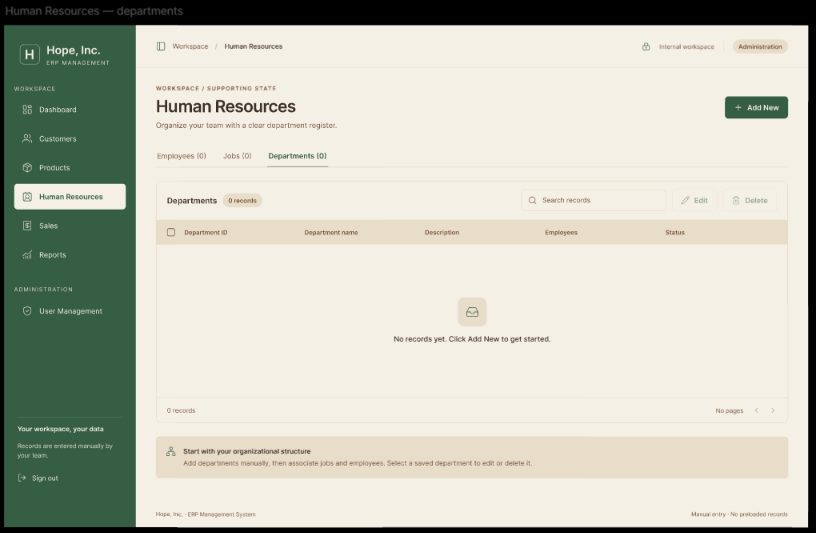 Human Resources — departments
H
Hope, Inc.
ERP MANAGEMENT
WORKSPACE
Dashboard
Customers
Products
Human Resources
Sales
Reports
ADMINISTRATION
User Management
Your workspace, your data
Records are entered manually by
your team.
Sign out
Workspace / Human Resources
Internal workspace
Administration
WORKSPACE / SUPPORTING STATE
Human Resources
Organize your team with a clear department register.
+ Add New
Employees (0) Jobs (0) Departments (0)
Departments 0 records
Search records
Edit
Delete
Department ID Department name Description Employees Status
No records yet. Click Add New to get started.
0 records
No pages < >
Start with your organizational structure
Add departments manually, then associate jobs and employees. Select a saved department to edit or delete it.
Hope, Inc. · ERP Management System
Manual entry · No preloaded records